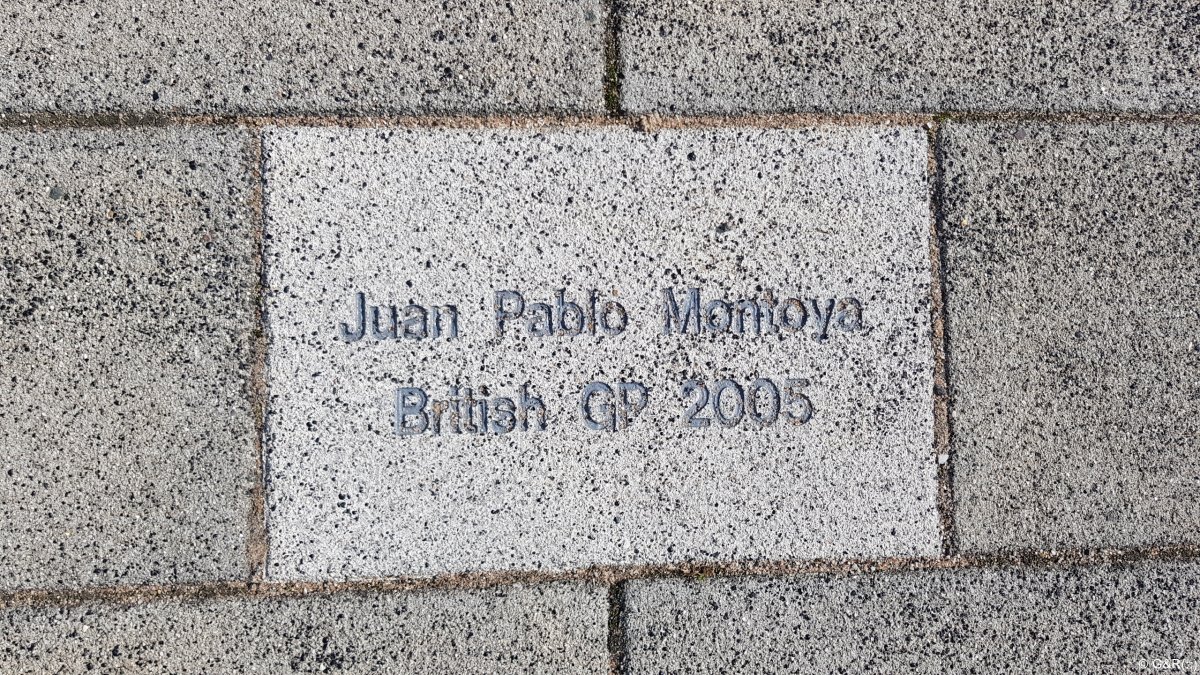 Juan Pablo Montoya
British GP 2005
© G&R(: